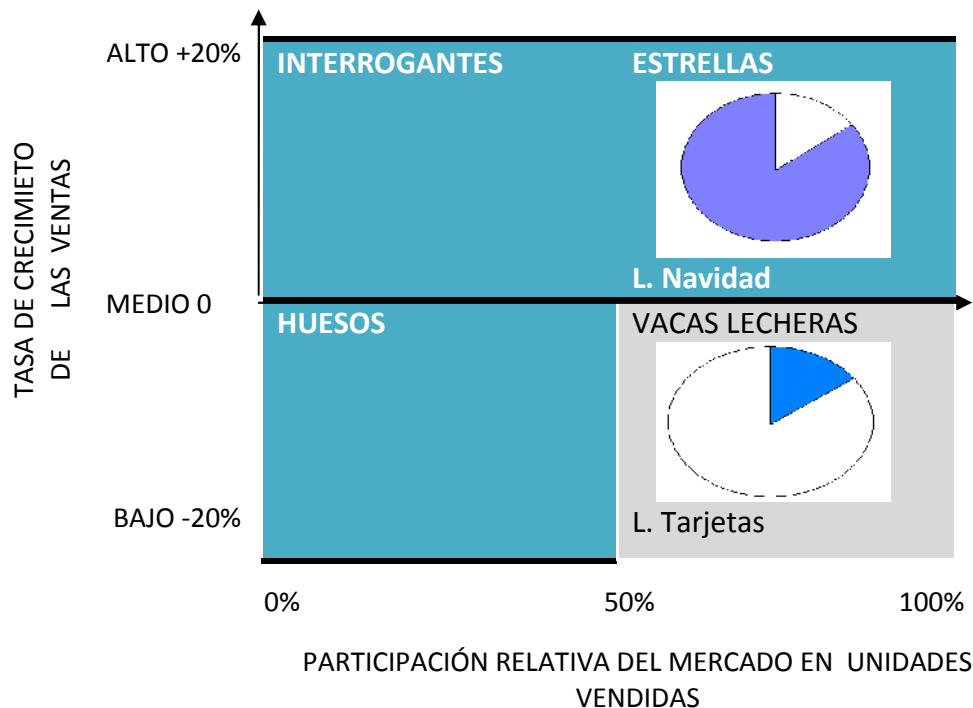 ALTO +20%
INTERROGANTES
ESTRELLAS
TASA DE CRECIMIETO
DE LAS VENTAS
L. Navidad
MEDIO 0
HUESOS
VACAS LECHERAS
BAJO -20%
L. Tarjetas
0%
50%
100%
PARTICIPACIÓN RELATIVA DEL MERCADO EN UNIDADES
VENDIDAS